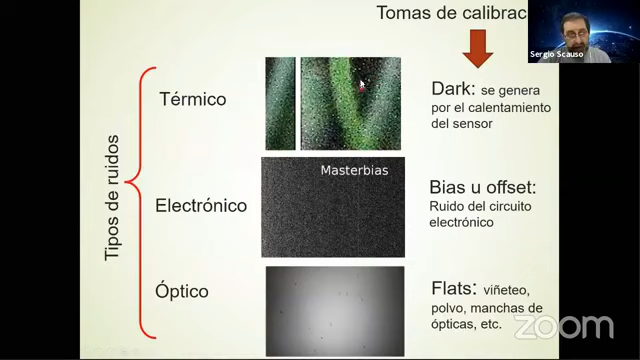 Tomas de calibrac
Sergio Scauso
Tipos de ruidos
Térmico
Dark: se genera
por el calentamiento
del sensor
Masterbias
Electrónico
Bias u offset:
Ruido del circuito
electrónico
Óptico
Flats: viñeteo,
polvo, manchas de
ópticas, etc.
zoom